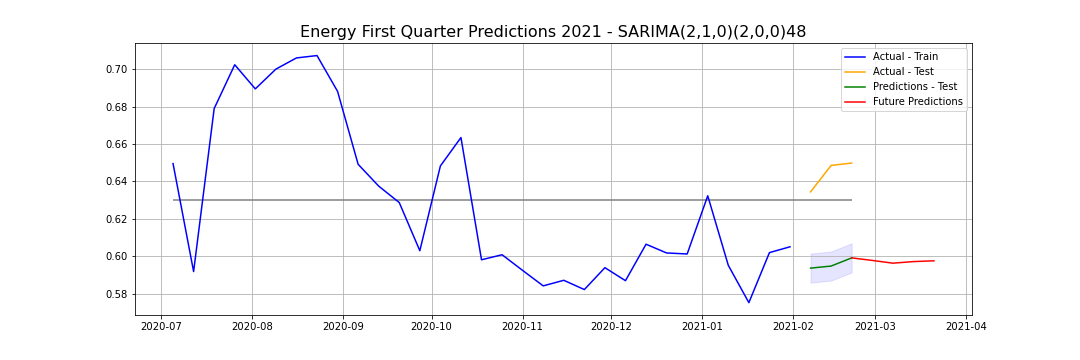 Energy First Quarter Predictions 2021 - SARIMA(2,1,0)(2,0,0)48
Actual - Train
Actual - Test
Predictions - Test
Future Predictions
0.70
0.68
0.66
0.64
0.62
0.60
0.58
2020-07 2020-08 2020-09 2020-10 2020-11 2020-12 2021-01 2021-02 2021-03 2021-04